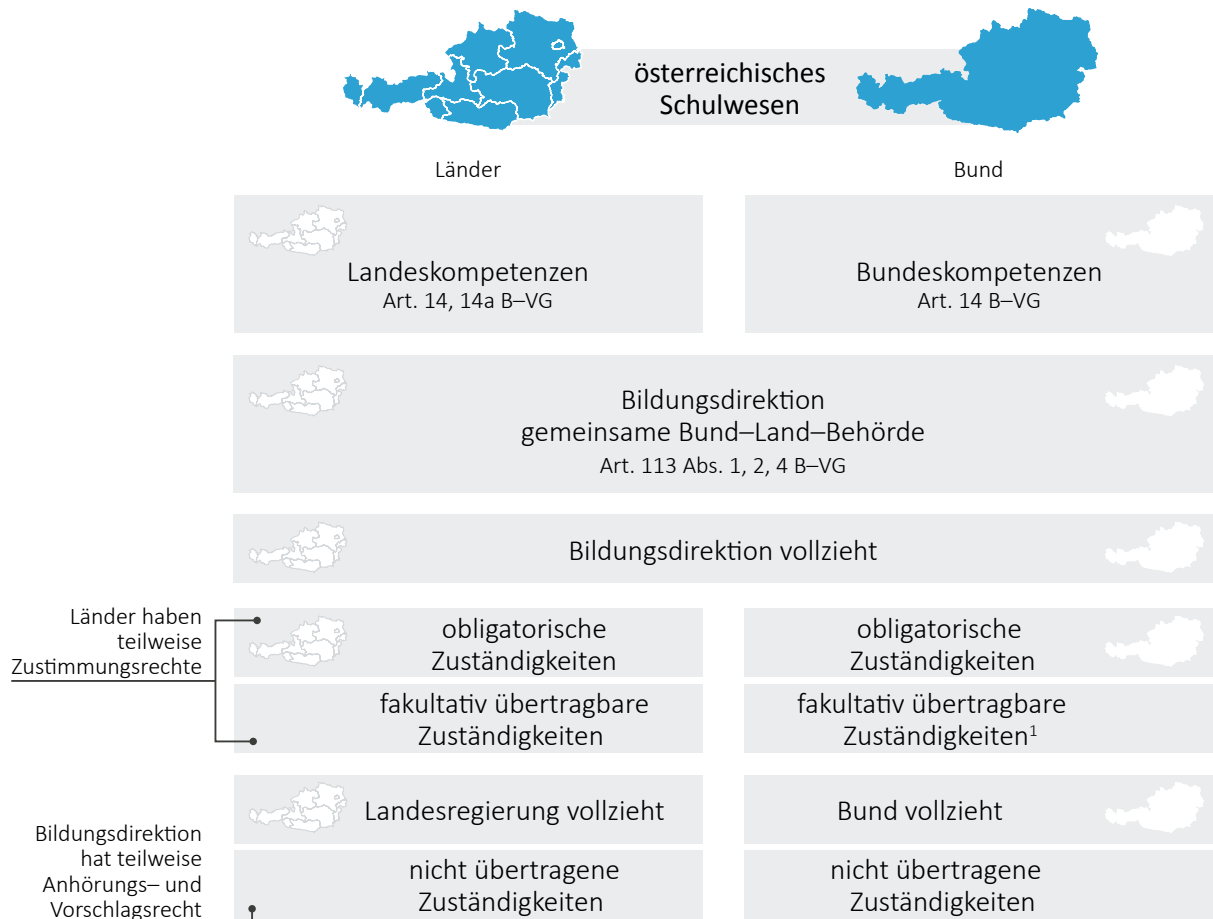 österreichisches
Schulwesen
Länder
Bund
Landeskompetenzen
Art. 14, 14a B–VG
Bundeskompetenzen
Art. 14 B–VG
Bildungsdirektion
gemeinsame Bund–Land–Behörde
Art. 113 Abs. 1, 2, 4 B–VG
Bildungsdirektion vollzieht
Länder haben
teilweise
Zustimmungsrechte
obligatorische
Zuständigkeiten
obligatorische
Zuständigkeiten
fakultativ übertragbare
Zuständigkeiten
fakultativ übertragbare
Zuständigkeiten¹
Landesregierung vollzieht
Bund vollzieht
Bildungsdirektion
hat teilweise
Anhörungs– und
Vorschlagsrecht
nicht übertragene
Zuständigkeiten
nicht übertragene
Zuständigkeiten